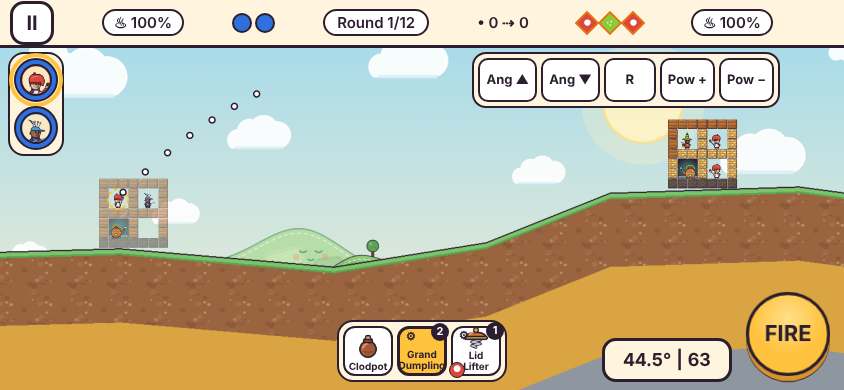 100%
Round 1/12
• 0 ⇢ 0
100%
Ang ▲
Ang ▼
R
Pow +
Pow −
Clodpot
2
Grand
Dumpling
1
Lid
Lifter
44.5° | 63
FIRE